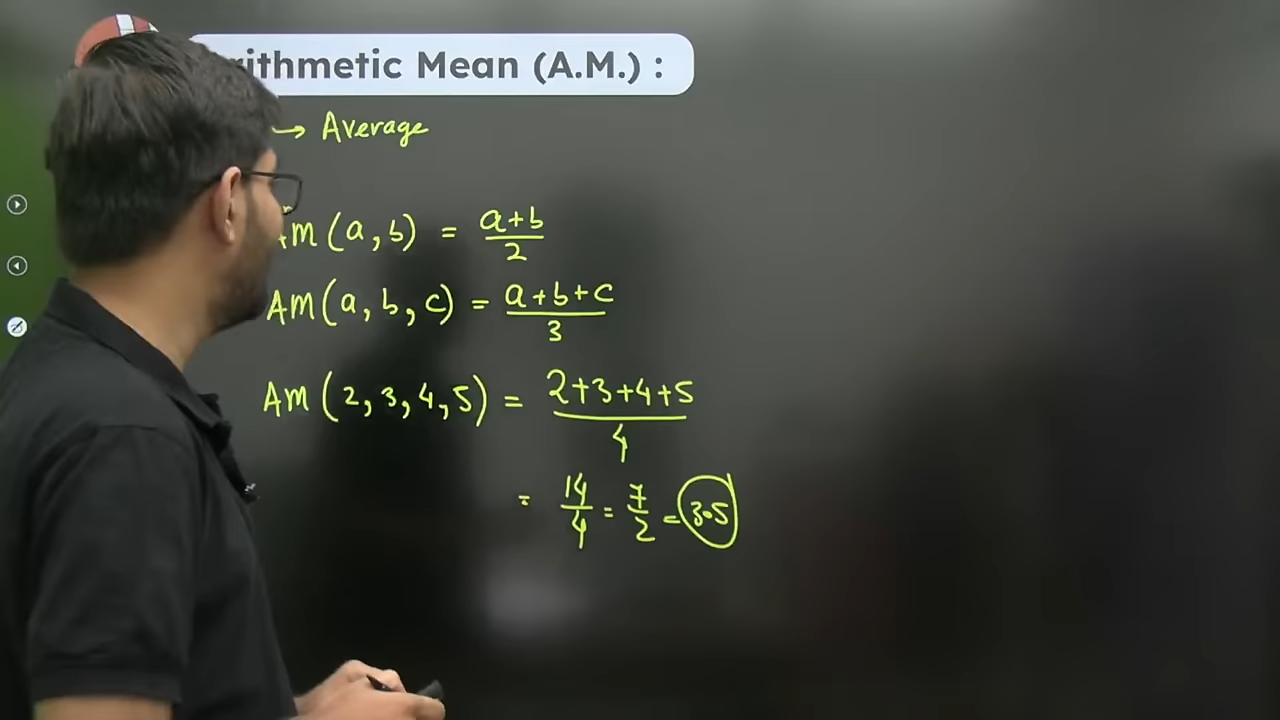 rithmetic Mean (A.M.) :
→ Average
Am (a, b) = a+b/2
Am (a, b, c) = a+b+c/3
Am (2, 3, 4, 5) = 2+3+4+5/4
= 14/4 = 7/2 = 3.5